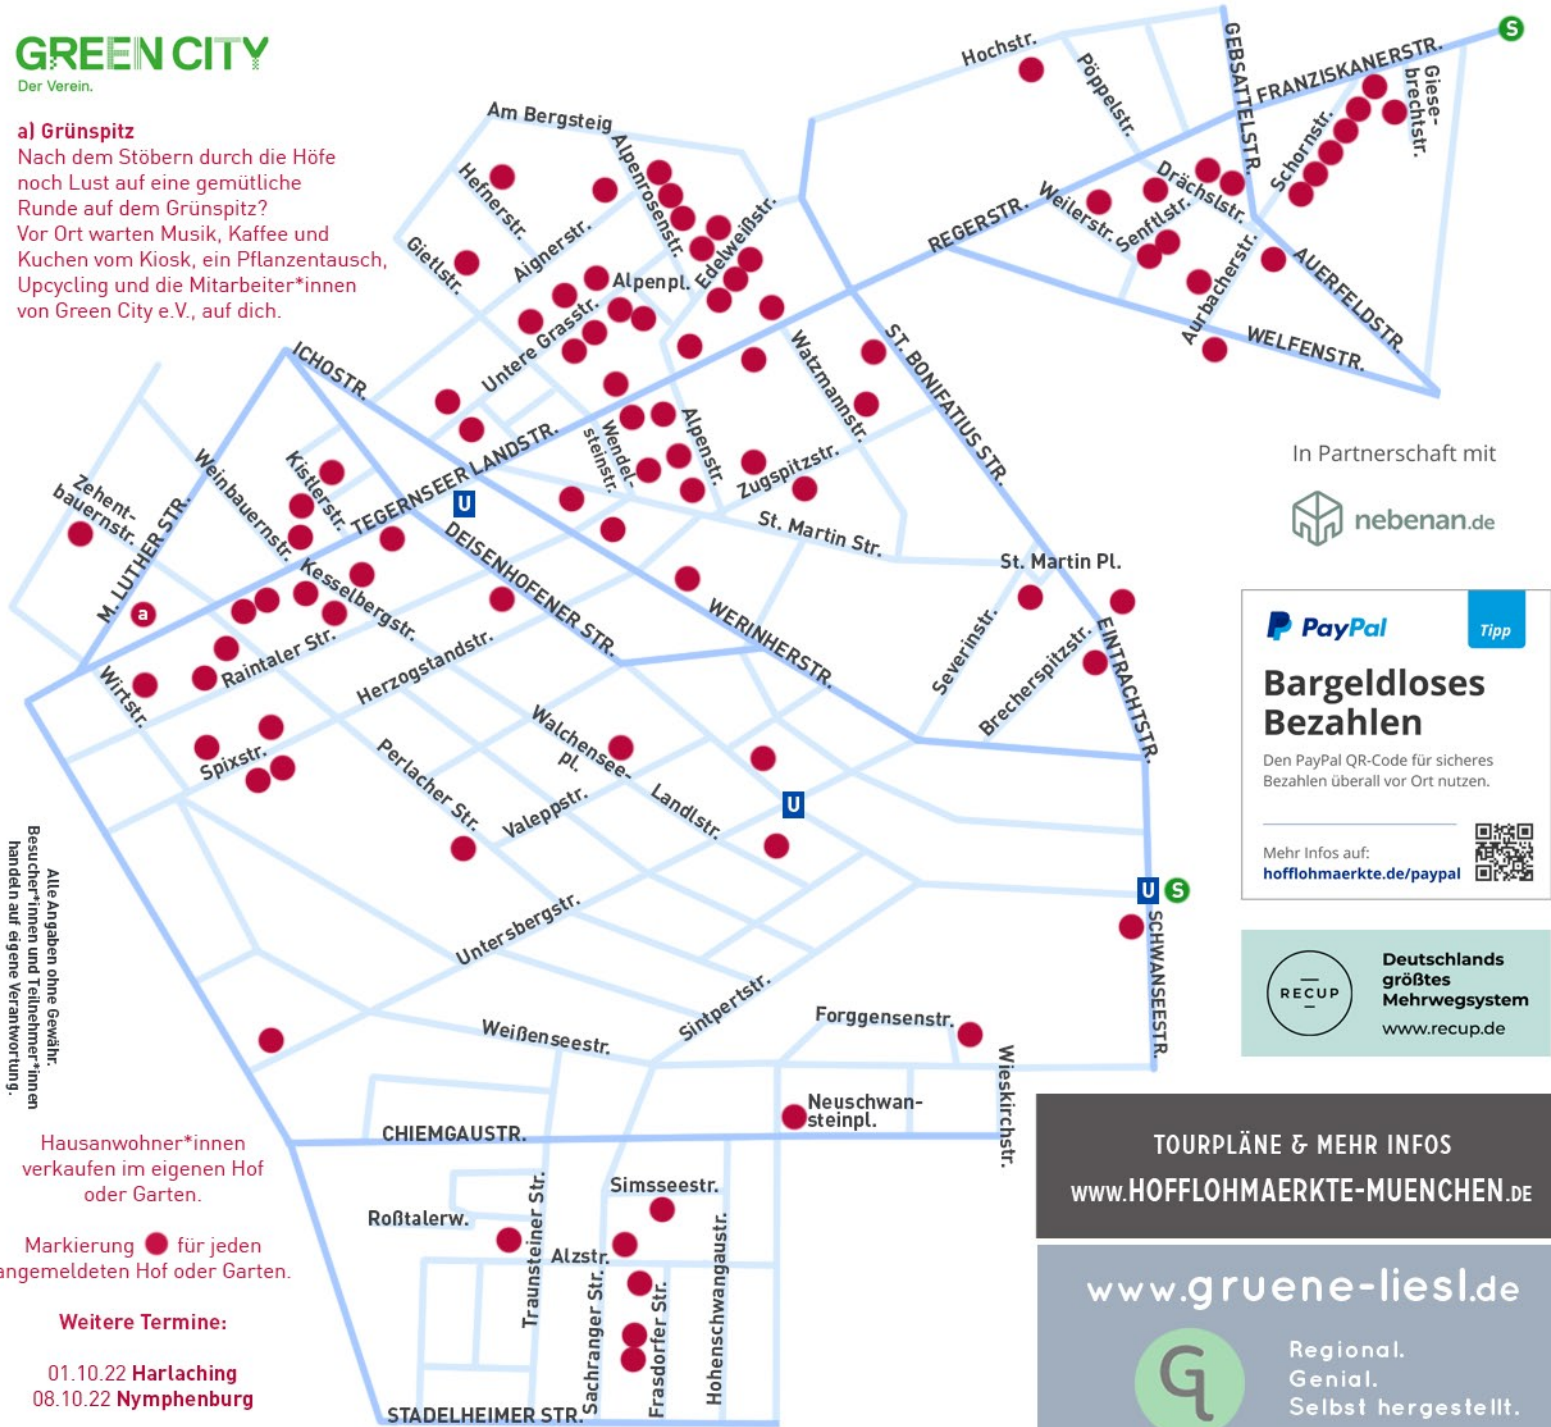 GREEN CITY
Der Verein.
a) Grünspitz
Nach dem Stöbern durch die Höfe
noch Lust auf eine gemütliche
Runde auf dem Grünspitz?
Vor Ort warten Musik, Kaffee und
Kuchen vom Kiosk, ein Pflanzentausch,
Upcycling und die Mitarbeiter*innen
von Green City e.V., auf dich.
Hochstr.
Pöppelstr.
GEBSATTELSTR.
FRANZISKANERSTR.
S
Giese-
brechtstr.
Schornstr.
Am Bergsteig
Alpenrosenstr.
Hefnerstr.
Aignerstr.
Gietlstr.
Edelweißstr.
Alpenpl.
Untere Grasstr.
REGERSTR.
Weilerstr.
Senftlstr.
Drächslstr.
Aurbacherstr.
AUERFELDSTR.
WELFENSTR.
ICHOSTR.
Watzmannstr.
ST. BONIFATIUS STR.
Wendel-
steinstr.
Alpenstr.
Zugspitzstr.
TEGERNSEER LANDSTR.
U
Kistlerstr.
Weinbauernstr.
Zehent-
bauernstr.
M. LUTHER STR.
a
St. Martin Str.
St. Martin Pl.
DEISENHOFENER STR.
Kesselbergstr.
WERINHERSTR.
Severinstr.
Brecherspitzstr.
EINTRACHTSTR.
Raintaler Str.
Herzogstandstr.
Wirtstr.
Spixstr.
Perlacher Str.
Walchensee-
pl.
Valeppstr.
Landlstr.
U
U
S
SCHWANSEESTR.
Untersbergstr.
Sintpertstr.
Weißenseestr.
Forggensenstr.
Wieskirchstr.
Neuschwan-
steinpl.
CHIEMGAUSTR.
Simsseestr.
Roßtalerw.
Traunsteiner Str.
Alzstr.
Sachranger Str.
Frasdorfer Str.
Hohenschwangaustr.
STADELHEIMER STR.
Alle Angaben ohne Gewähr.
Besucher*innen und Teilnehmer*innen
handeln auf eigene Verantwortung.
Hausanwohner*innen
verkaufen im eigenen Hof
oder Garten.
Markierung für jeden
angemeldeten Hof oder Garten.
Weitere Termine:
01.10.22 Harlaching
08.10.22 Nymphenburg
In Partnerschaft mit
nebenan.de
PayPal
Tipp
Bargeldloses
Bezahlen
Den PayPal QR-Code für sicheres
Bezahlen überall vor Ort nutzen.
Mehr Infos auf:
hofflohmaerkte.de/paypal
RECUP
Deutschlands
größtes
Mehrwegsystem
www.recup.de
TOURPLÄNE & MEHR INFOS
WWW.HOFFLOHMAERKTE-MUENCHEN.DE
www.gruene-liesl.de
Gl
Regional.
Genial.
Selbst hergestellt.